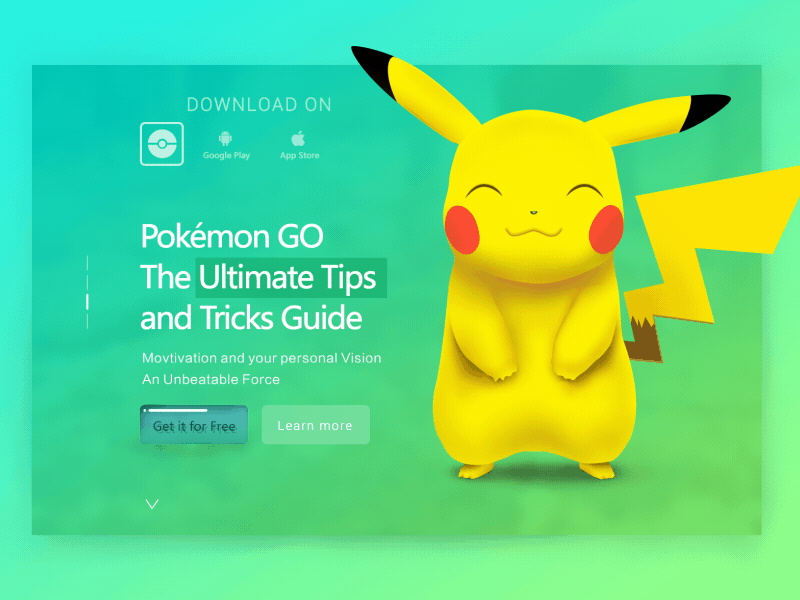 DOWNLOAD ON
Google Play
App Store
Pokémon GO
The Ultimate Tips
and Tricks Guide
Movtivation and your personal Vision
An Unbeatable Force
Get it for Free
Learn more